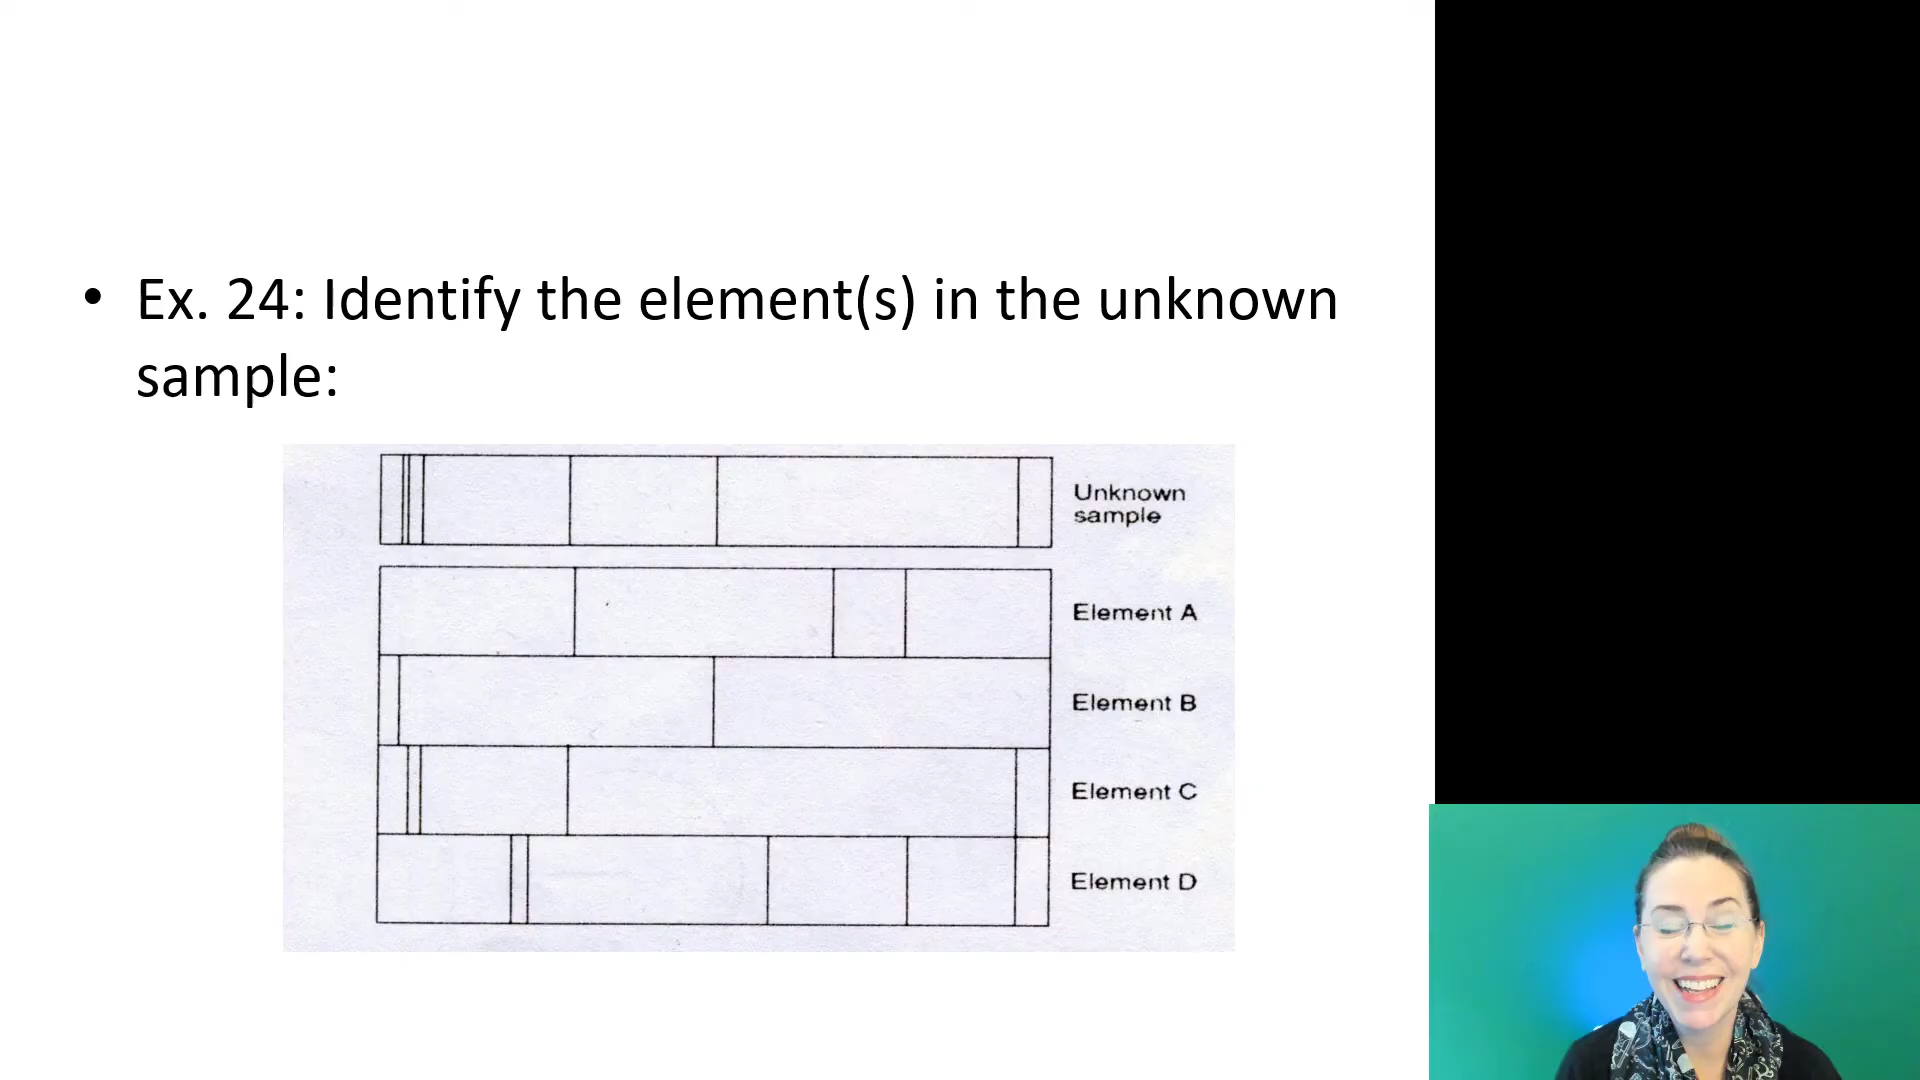 • Ex. 24: Identify the element(s) in the unknown
sample:
Unknown
sample
Element A
Element B
Element C
Element D